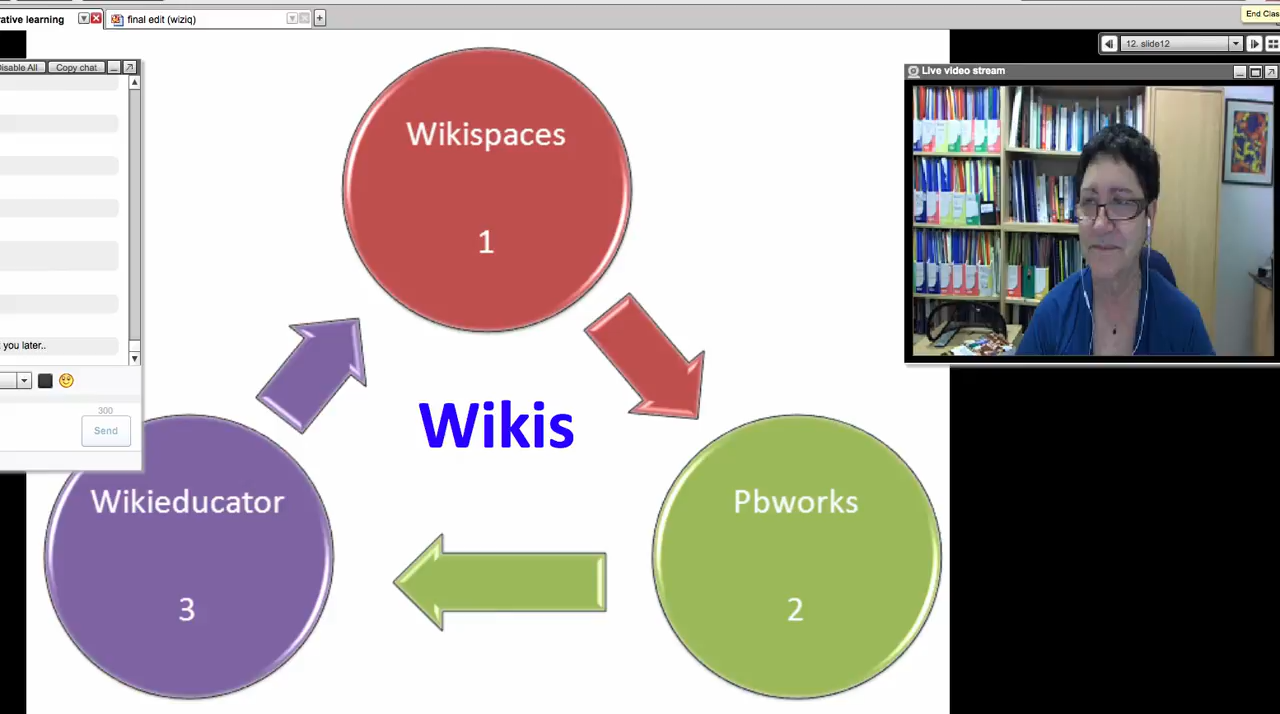 rative learning
final edit (wiziq)
End Clas
12. slide12
isable All
Copy chat
Live video stream
Wikispaces
1
you later..
300
Send
Wikis
Wikieducator
3
Pbworks
2